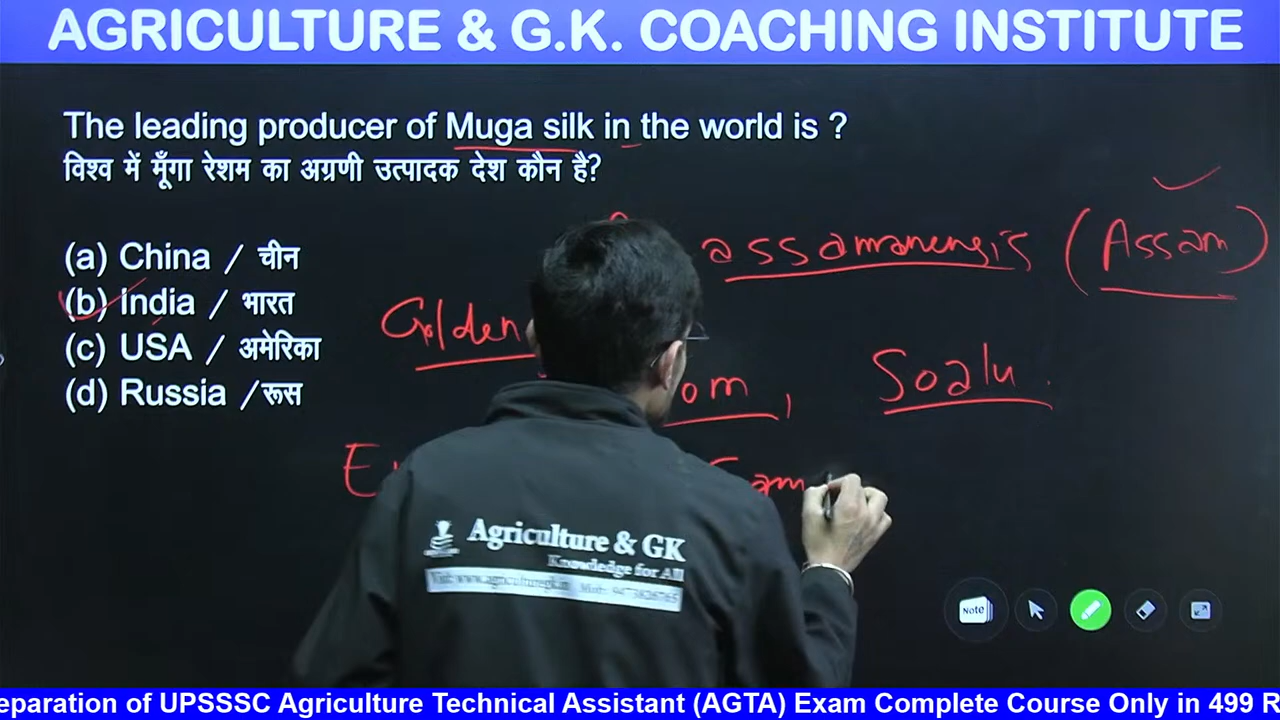 AGRICULTURE & G.K. COACHING INSTITUTE
The leading producer of Muga silk in the world is ?
विश्व में मूँगा रेशम का अग्रणी उत्पादक देश कौन है?
(a) China / चीन
(b) India / भारत
(c) USA / अमेरिका
(d) Russia /रूस
assamanengis (Assam)
Golden
om, Soalu.
Agriculture & GK
Knowledge for All
Note
eparation of UPSSSC Agriculture Technical Assistant (AGTA) Exam Complete Course Only in 499 R